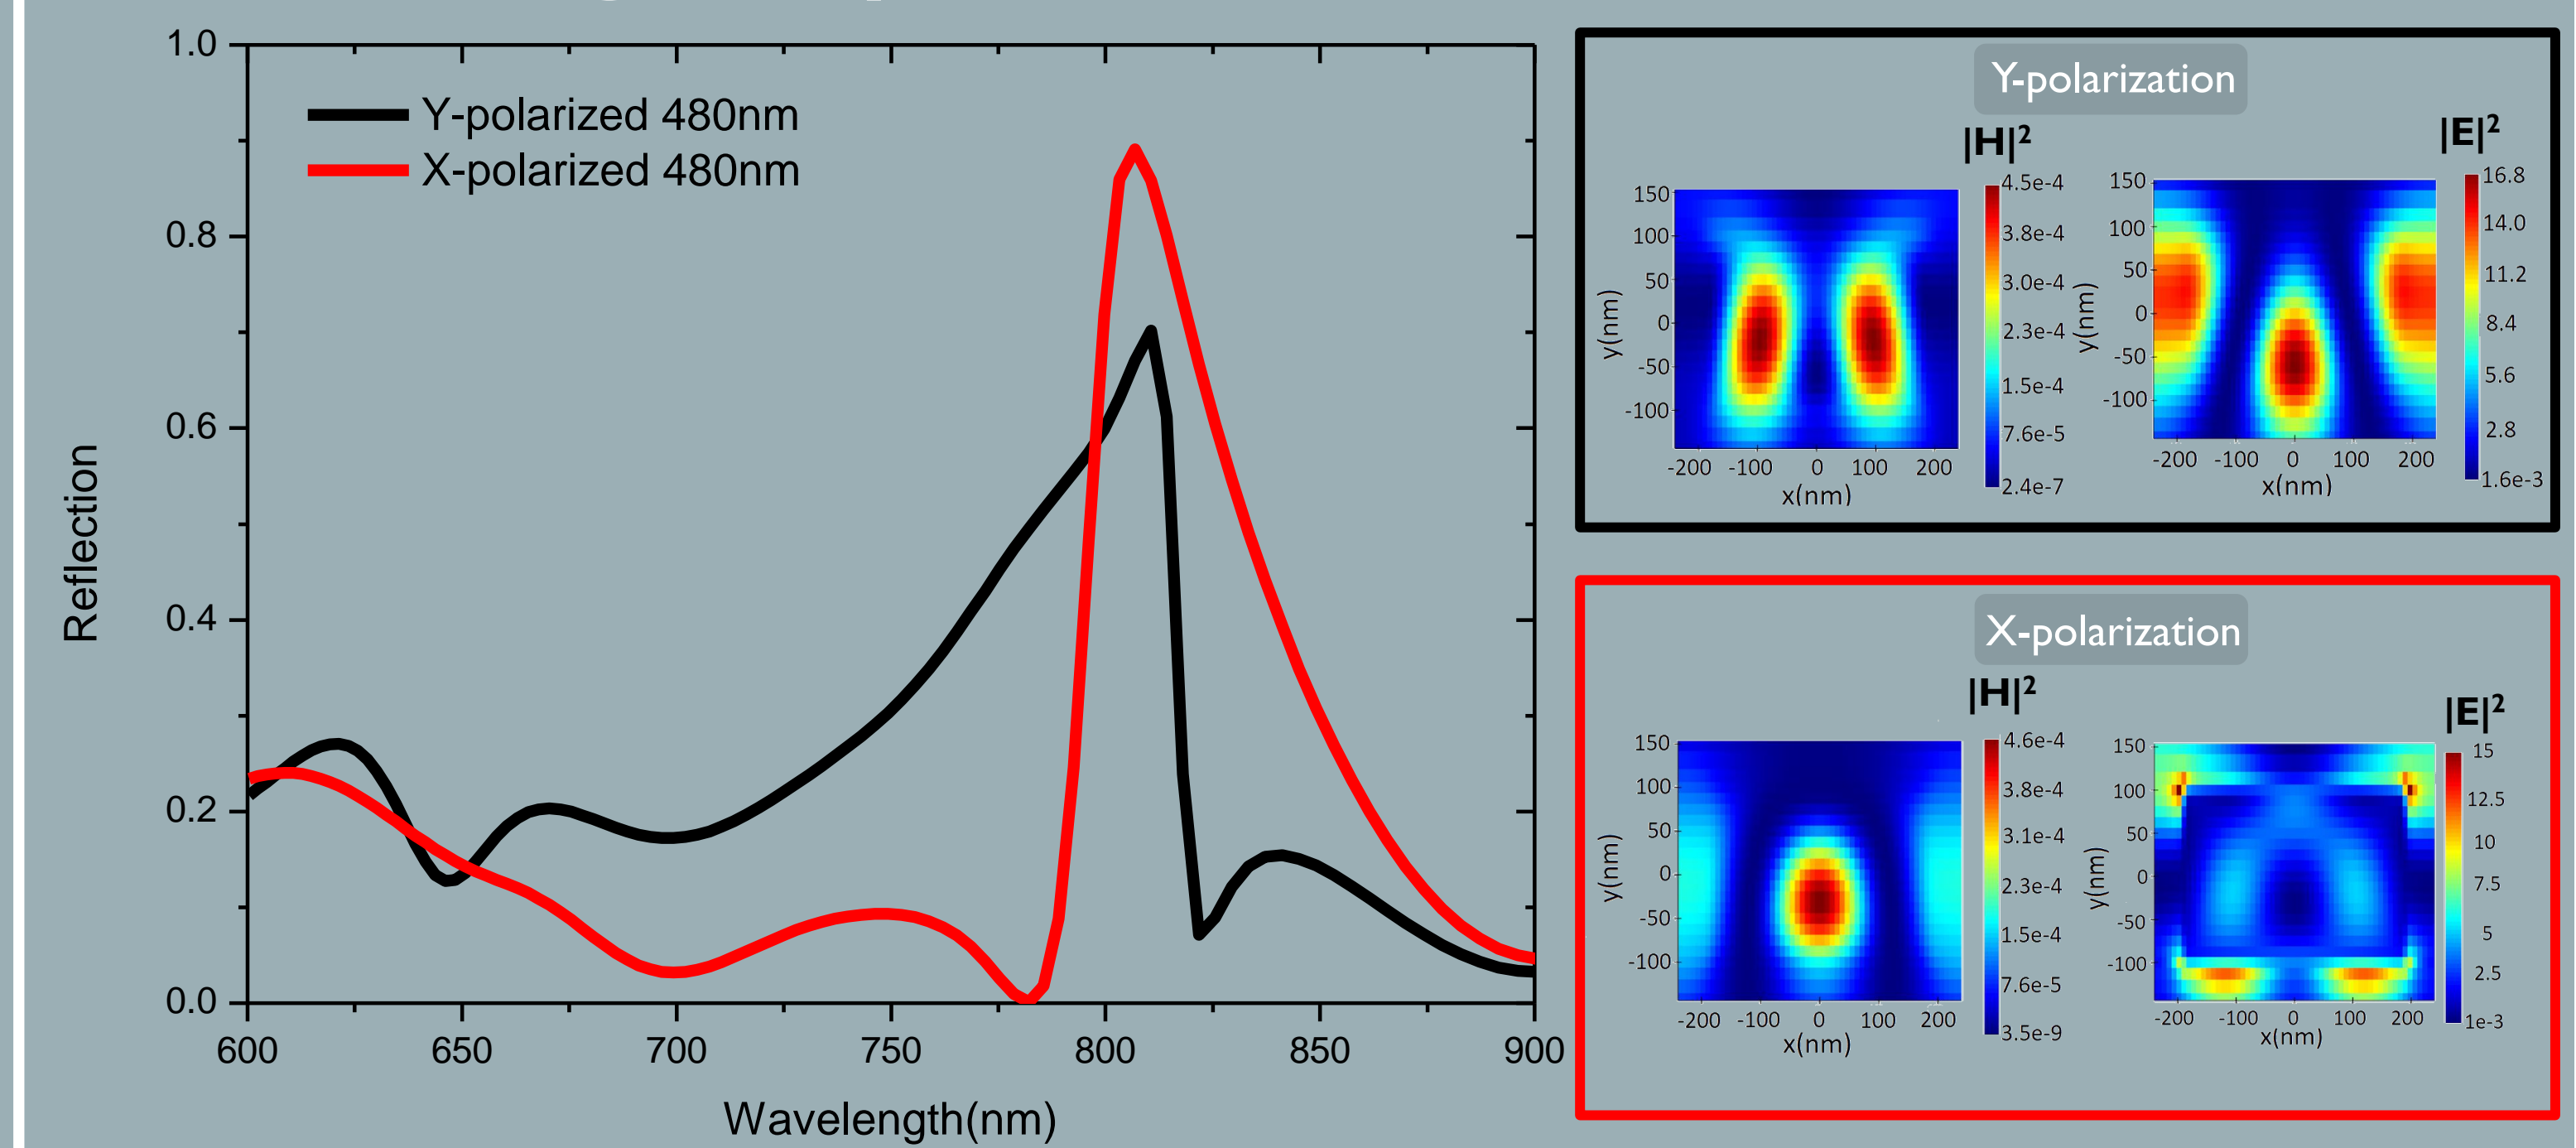 1.0
0.8
0.6
0.4
0.2
0.0
600 650 700 750 800 850 900
Reflection
Wavelength(nm)
Y-polarized 480nm
X-polarized 480nm
Y-polarization
|H|²
4.5e-4
3.8e-4
3.0e-4
2.3e-4
1.5e-4
7.6e-5
2.4e-7
150
100
50
0
-50
-100
y(nm)
-200 -100 0 100 200
x(nm)
|E|²
16.8
14.0
11.2
8.4
5.6
2.8
1.6e-3
150
100
50
0
-50
-100
y(nm)
-200 -100 0 100 200
x(nm)
X-polarization
|H|²
4.6e-4
3.8e-4
3.1e-4
2.3e-4
1.5e-4
7.6e-5
3.5e-9
150
100
50
0
-50
-100
y(nm)
-200 -100 0 100 200
x(nm)
|E|²
15
12.5
10
7.5
5
2.5
1e-3
150
100
50
0
-50
-100
y(nm)
-200 -100 0 100 200
x(nm)